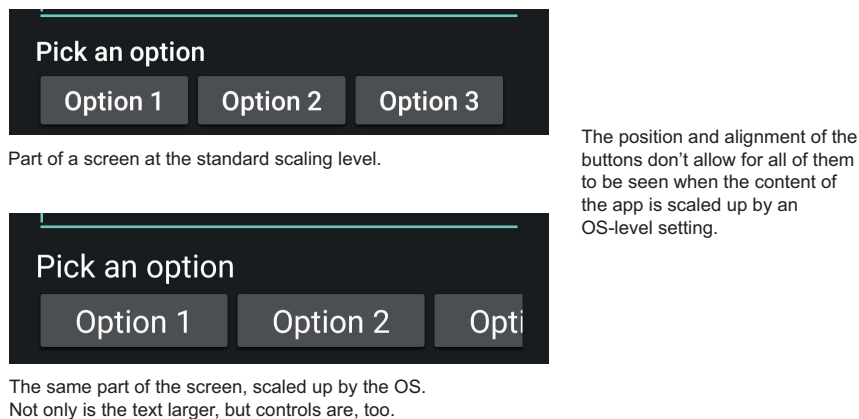 Pick an option
Option 1 Option 2 Option 3
Part of a screen at the standard scaling level.
The position and alignment of the
buttons don’t allow for all of them
to be seen when the content of
the app is scaled up by an
OS-level setting.
Pick an option
Option 1 Option 2 Opti
The same part of the screen, scaled up by the OS.
Not only is the text larger, but controls are, too.